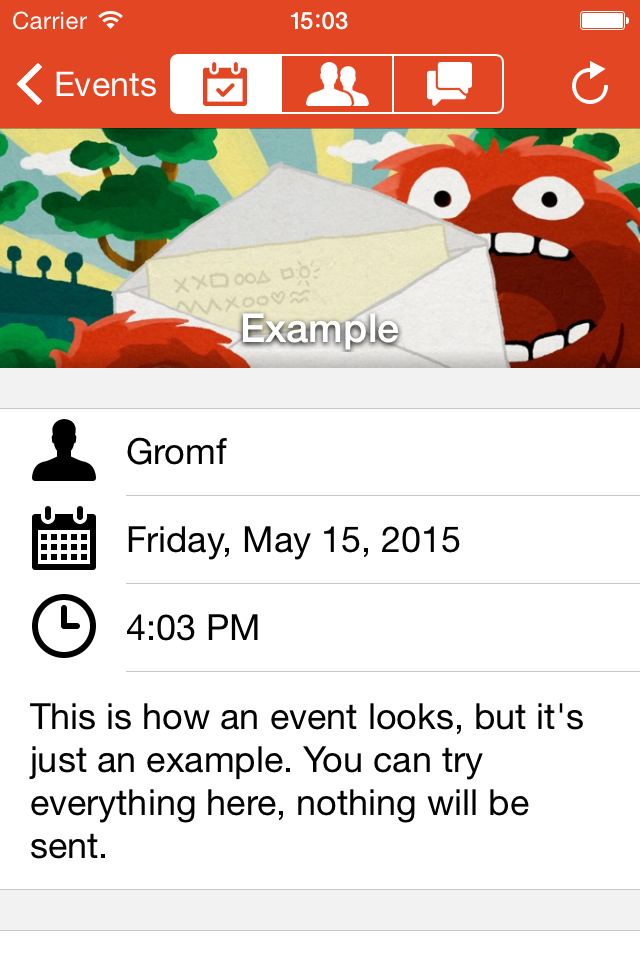 Carrier 15:03
Events
Example
Gromf
Friday, May 15, 2015
4:03 PM
This is how an event looks, but it's
just an example. You can try
everything here, nothing will be
sent.